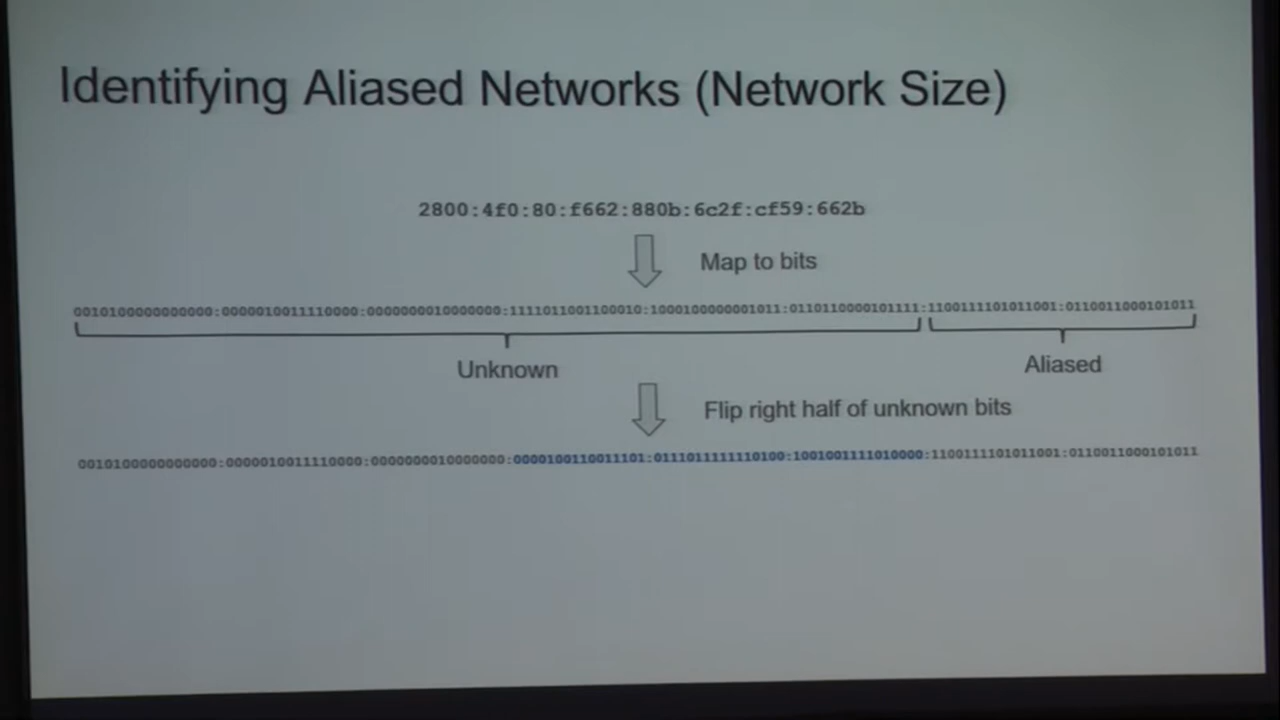 Identifying Aliased Networks (Network Size)
2800:4f0:80:f662:880b:6c2f:cf59:662b
Map to bits
0010100000000000:0000010011110000:0000000010000000:1111011001100010:1000100000001011:0110110000101111:1100111101011001:0110011000101011
Unknown
Aliased
Flip right half of unknown bits
0010100000000000:0000010011110000:0000000010000000:0000100110011101:0111011111110100:1001001111010000:1100111101011001:0110011000101011